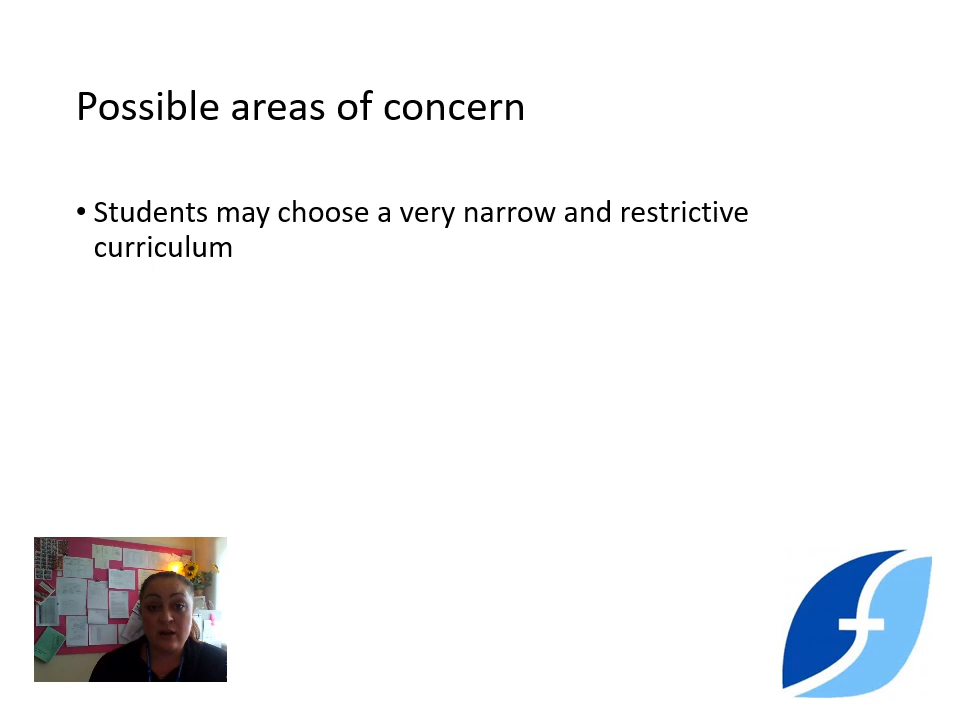 Possible areas of concern
• Students may choose a very narrow and restrictive
curriculum